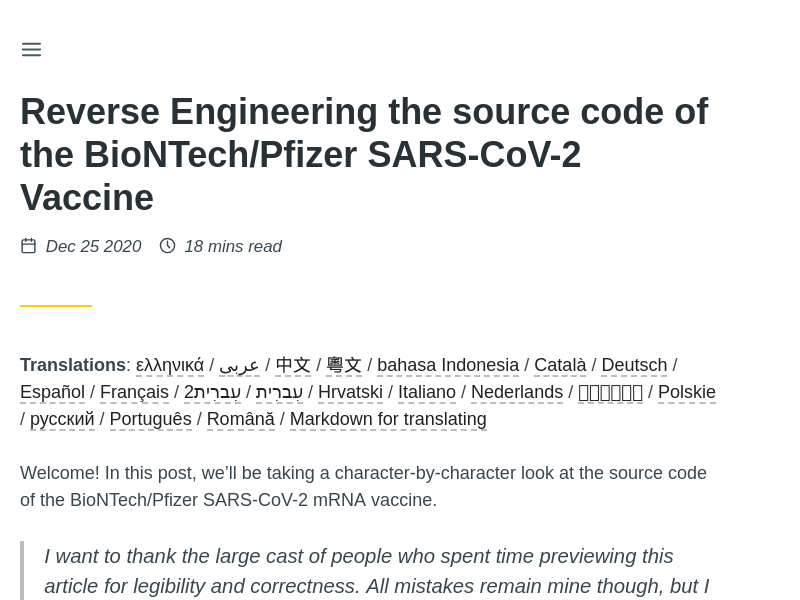 Reverse Engineering the source code of
the BioNTech/Pfizer SARS-CoV-2
Vaccine
Dec 25 2020 18 mins read
Translations: ελληνικά / عربى / 中文 / 粵文 / bahasa Indonesia / Català / Deutsch /
Español / Français / עִברִית / 2עִברִית / Hrvatski / Italiano / Nederlands / / Polskie
/ русский / Português / Română / Markdown for translating
Welcome! In this post, we’ll be taking a character-by-character look at the source code
of the BioNTech/Pfizer SARS-CoV-2 mRNA vaccine.
I want to thank the large cast of people who spent time previewing this
article for legibility and correctness. All mistakes remain mine though, but I